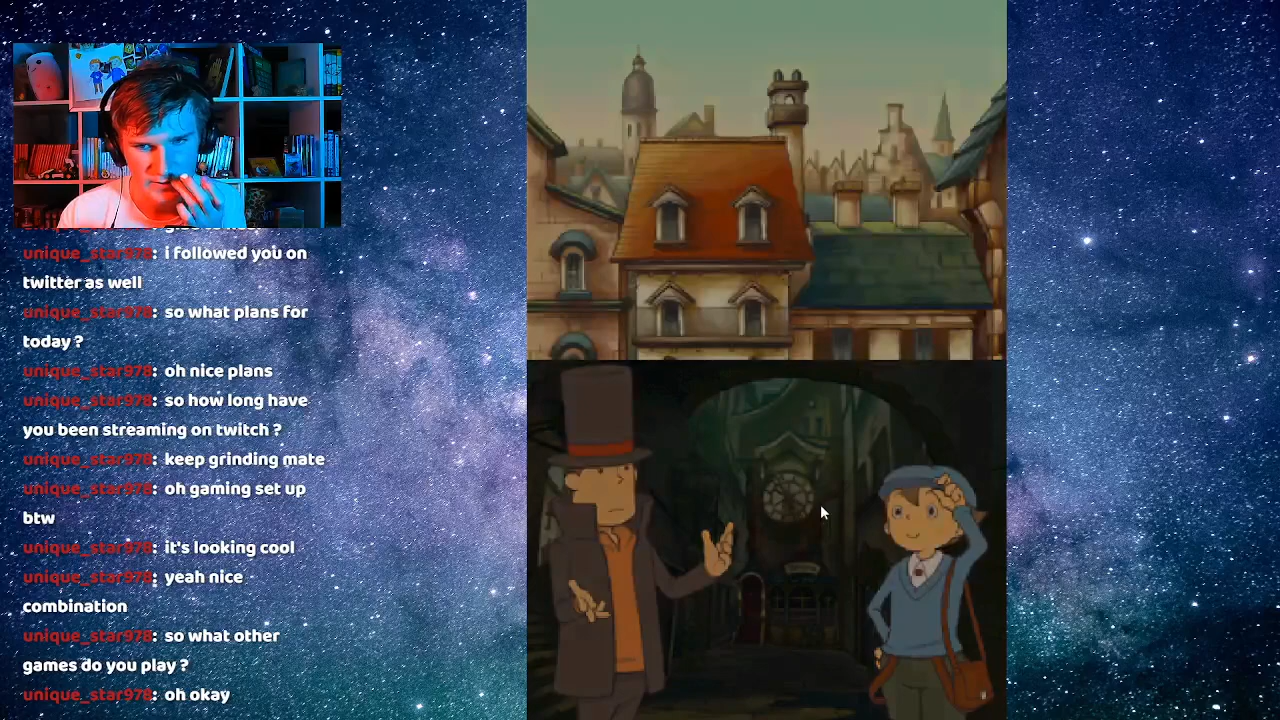 unique_star978: i followed you on
twitter as well
unique_star978: so what plans for
today ?
unique_star978: oh nice plans
unique_star978: so how long have
you been streaming on twitch ?
unique_star978: keep grinding mate
unique_star978: oh gaming set up
btw
unique_star978: it's looking cool
unique_star978: yeah nice
combination
unique_star978: so what other
games do you play ?
unique_star978: oh okay